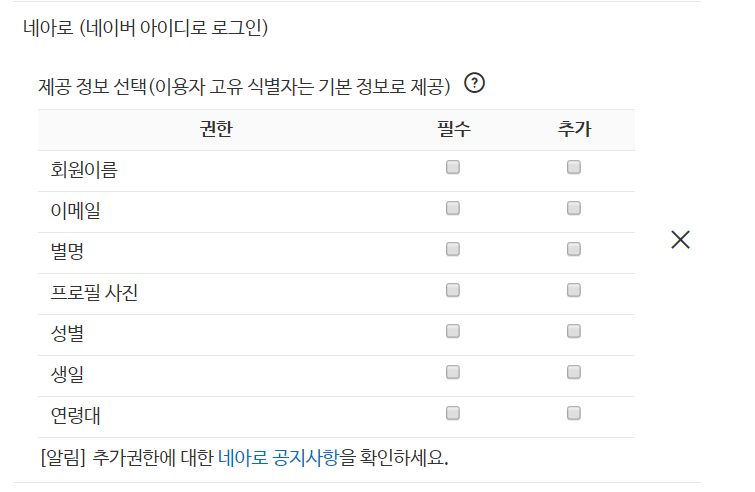 네아로 (네이버 아이디로 로그인)
제공 정보 선택(이용자 고유 식별자는 기본 정보로 제공) ?
권한 필수 추가
회원이름
이메일
별명
프로필 사진
성별
생일
연령대
[알림] 추가권한에 대한 네아로 공지사항을 확인하세요.